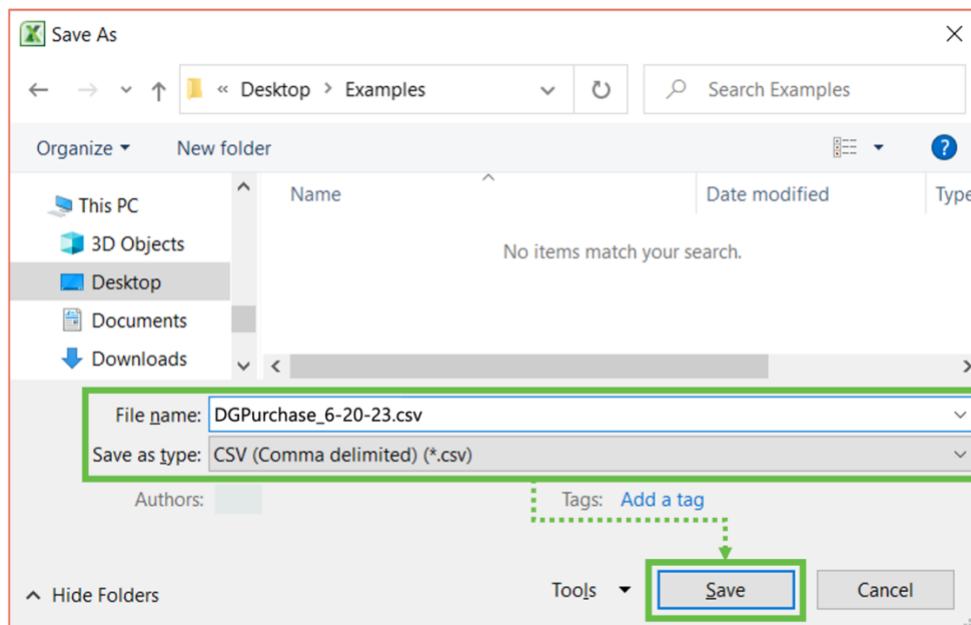 Save As
« Desktop > Examples
Search Examples
Organize
New folder
?
Name
Date modified
Type
This PC
3D Objects
Desktop
Documents
Downloads
No items match your search.
File name: DGPurchase_6-20-23.csv
Save as type: CSV (Comma delimited) (*.csv)
Authors:
Tags: Add a tag
Hide Folders
Tools
Save
Cancel